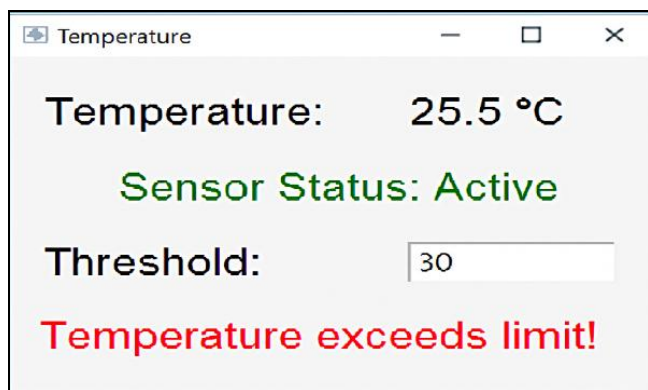 Temperature
Temperature: 25.5 °C
Sensor Status: Active
Threshold: 30
Temperature exceeds limit!